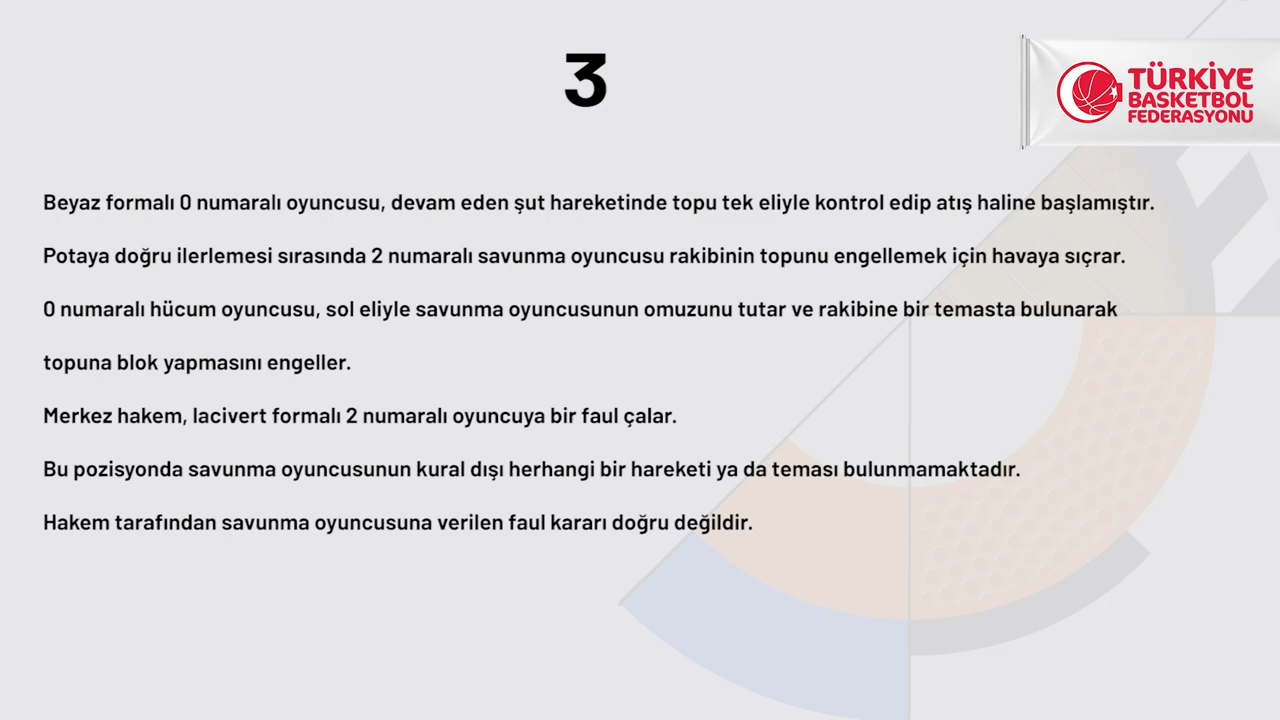 3
TÜRKİYE
BASKETBOL
FEDERASYONU
Beyaz formalı 0 numaralı oyuncusu, devam eden şut hareketinde topu tek eliyle kontrol edip atış haline başlamıştır.
Potaya doğru ilerlemesi sırasında 2 numaralı savunma oyuncusu rakibinin topunu engellemek için havaya sıçrar.
0 numaralı hücum oyuncusu, sol eliyle savunma oyuncusunun omuzunu tutar ve rakibine bir temasta bulunarak
topuna blok yapmasını engeller.
Merkez hakem, lacivert formalı 2 numaralı oyuncuya bir faul çalar.
Bu pozisyonda savunma oyuncusunun kural dışı herhangi bir hareketi ya da teması bulunmamaktadır.
Hakem tarafından savunma oyuncusuna verilen faul kararı doğru değildir.